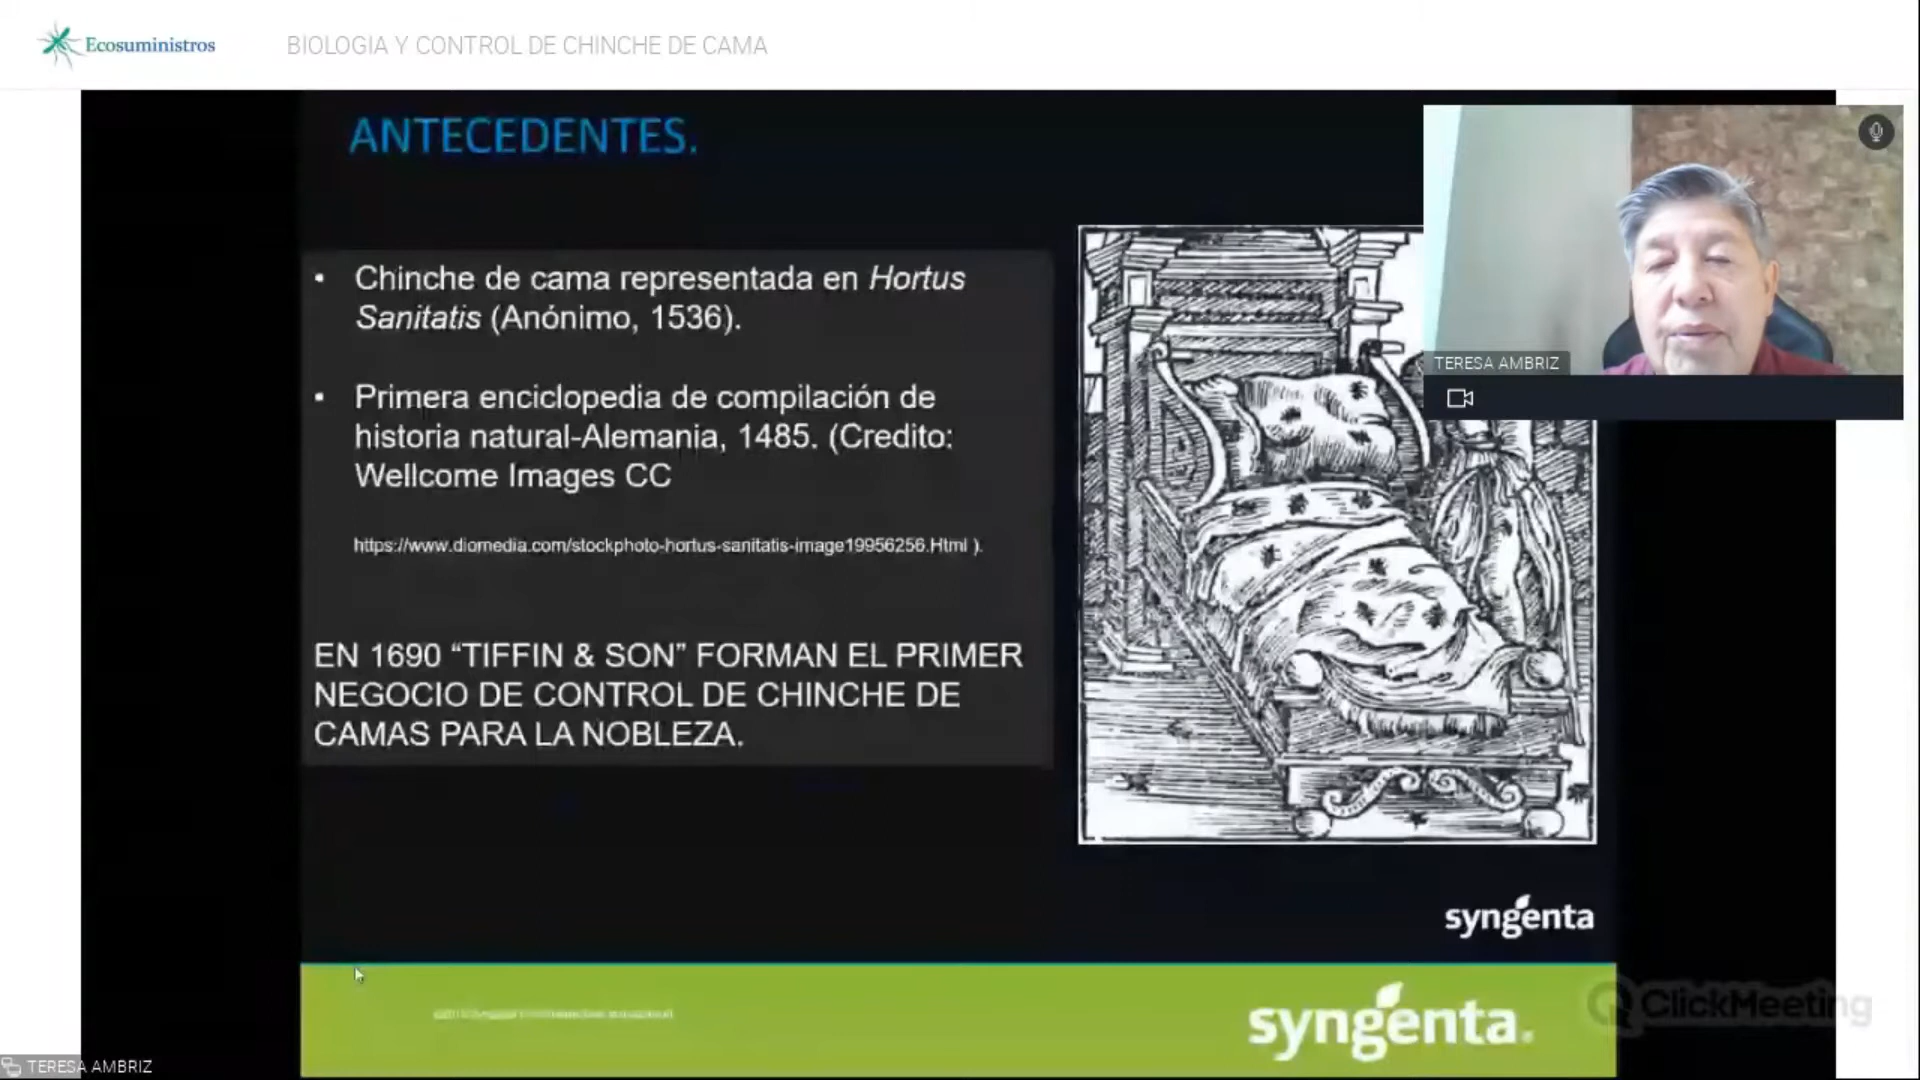 Ecosuministros
BIOLOGIA Y CONTROL DE CHINCHE DE CAMA
ANTECEDENTES.
• Chinche de cama representada en Hortus
Sanitatis (Anónimo, 1536).
• Primera enciclopedia de compilación de
historia natural-Alemania, 1485. (Credito:
Wellcome Images CC
https://www.diomedia.com/stockphoto-hortus-sanitatis-image19956256.Html ).
EN 1690 “TIFFIN & SON” FORMAN EL PRIMER
NEGOCIO DE CONTROL DE CHINCHE DE
CAMAS PARA LA NOBLEZA.
TERESA AMBRIZ
syngenta
syngenta.
ClickMeeting
TERESA AMBRIZ